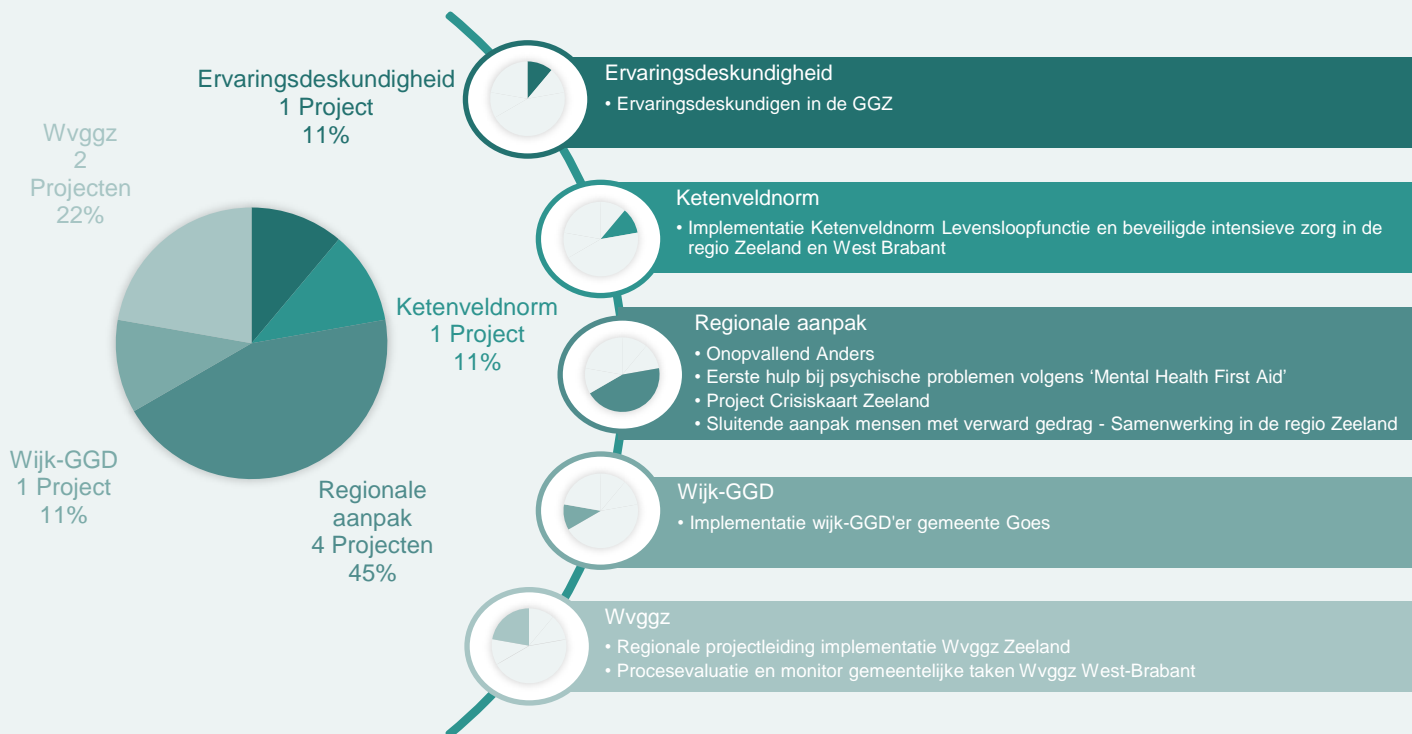 Ervaringsdeskundigheid
1 Project
11%
Wvggz
2
Projecten
22%
Ketenveldnorm
1 Project
11%
Wijk-GGD
1 Project
11%
Regionale
aanpak
4 Projecten
45%
Ervaringsdeskundigheid
• Ervaringsdeskundigen in de GGZ
Ketenveldnorm
• Implementatie Ketenveldnorm Levensloopfunctie en beveiligde intensieve zorg in de
regio Zeeland en West Brabant
Regionale aanpak
• Onopvallend Anders
• Eerste hulp bij psychische problemen volgens ‘Mental Health First Aid’
• Project Crisiskaart Zeeland
• Sluitende aanpak mensen met verward gedrag - Samenwerking in de regio Zeeland
Wijk-GGD
• Implementatie wijk-GGD’er gemeente Goes
Wvggz
• Regionale projectleiding implementatie Wvggz Zeeland
• Procesevaluatie en monitor gemeentelijke taken Wvggz West-Brabant